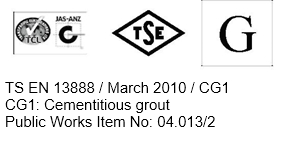 JAS-ANZ
TCL
TSE
G
TS EN 13888 / March 2010 / CG1
CG1: Cementitious grout
Public Works Item No: 04.013/2